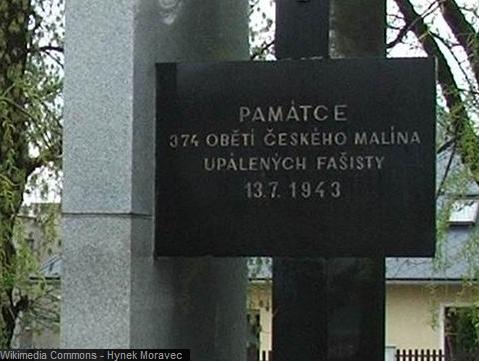 PAMÁTCE
374 OBĚTÍ ČESKÉHO MALÍNA
UPÁLENÝCH FAŠISTY
13.7.1943
Wikimedia Commons - Hynek Moravec